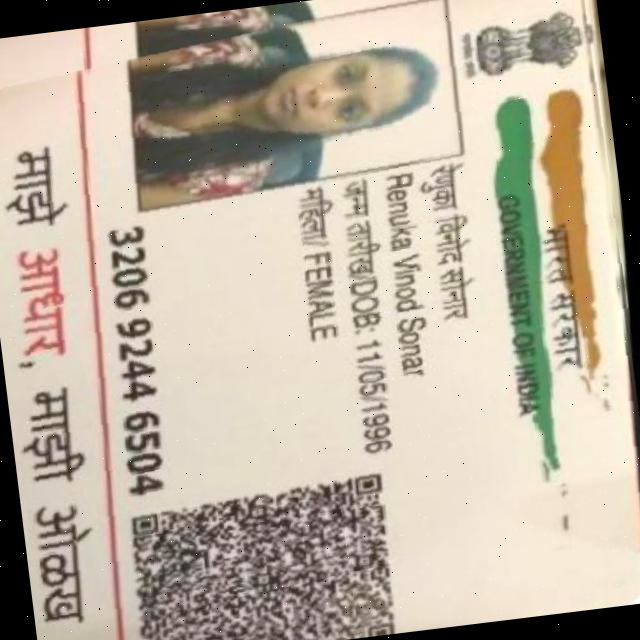 भारत सरकार
GOVERNMENT OF INDIA
रेणुका विनोद सोनार
Renuka Vinod Sonar
जन्म तारीख/DOB: 11/05/1996
महिला/ FEMALE
3206 9244 6504
माझे आधार, माझी ओळख